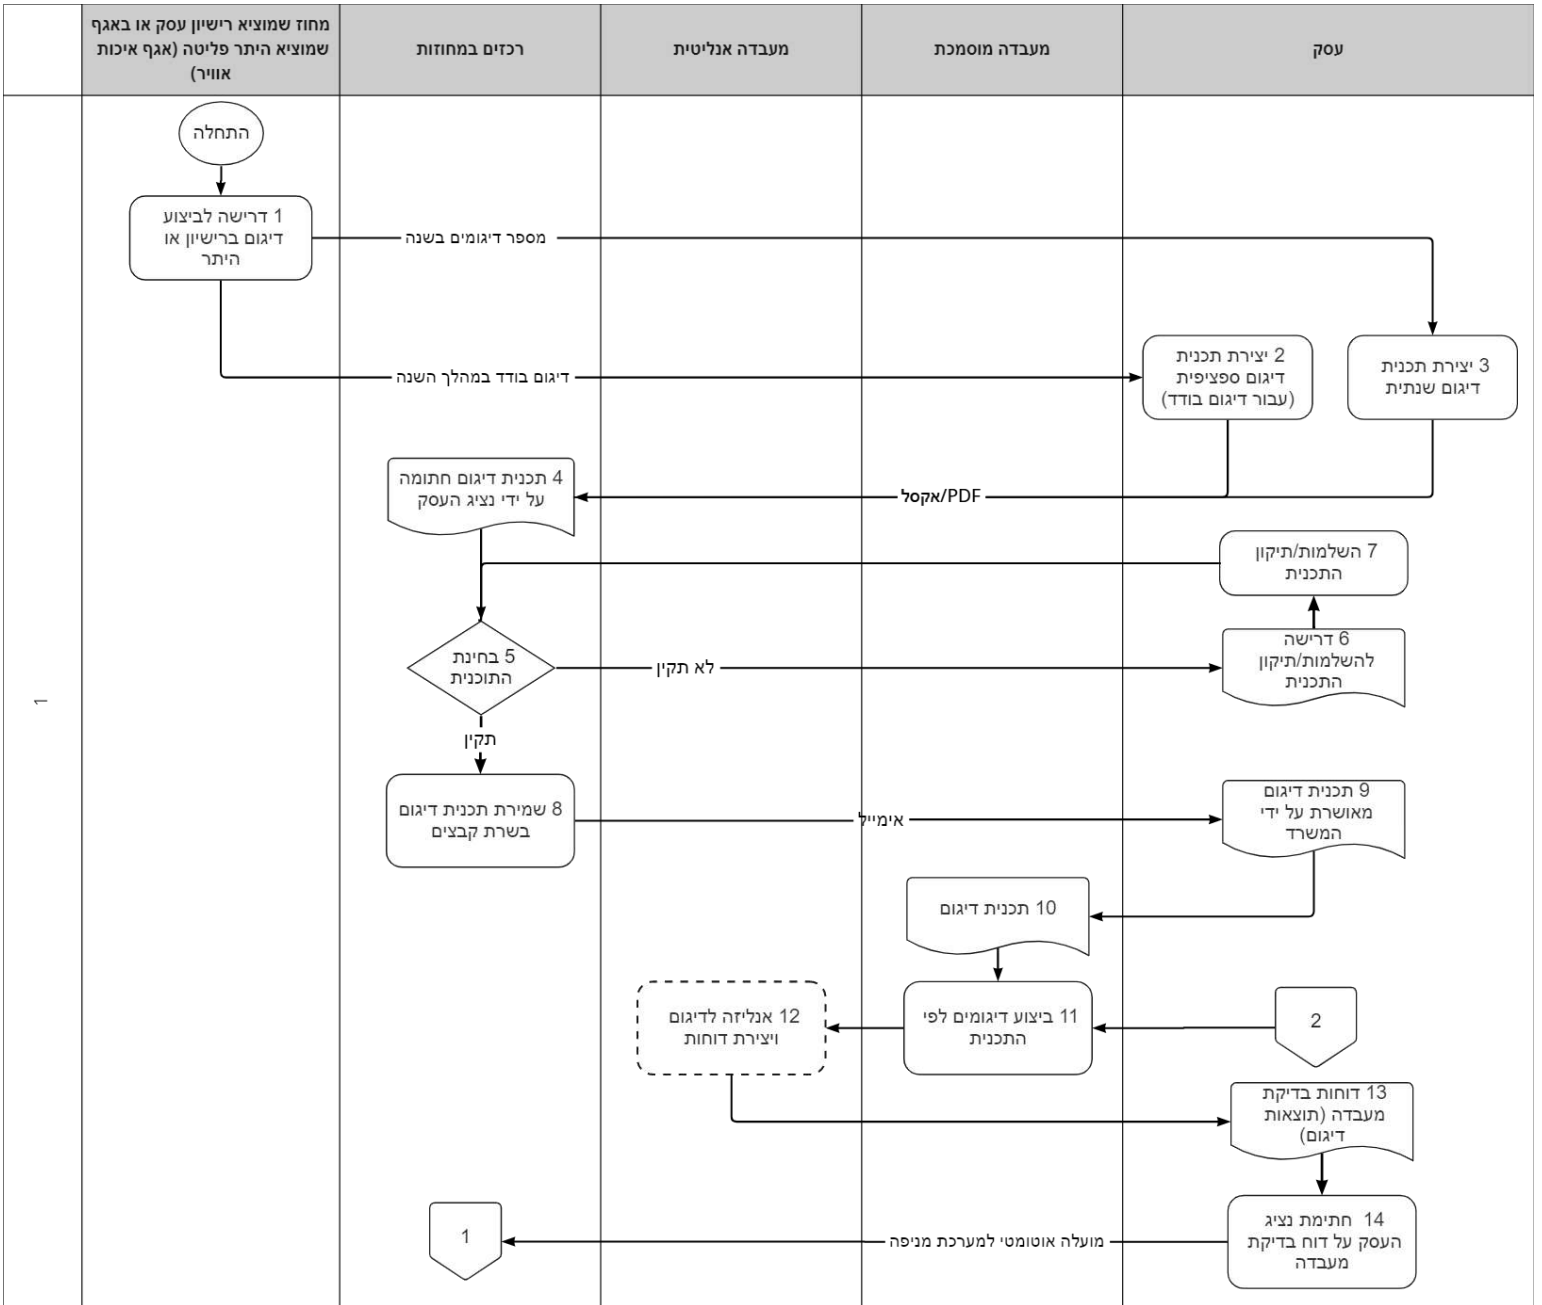 עסק
מעבדה מוסמכת
מעבדה אנליטית
רכזים במחוזות
מחוז שמוציא רישיון עסק או באגף
שמוציא היתר פליטה (אגף איכות
אוויר)
1
התחלה
1 דרישה לביצוע
דיגום ברישיון או
היתר
מספר דיגומים בשנה
דיגום בודד במהלך השנה
2 יצירת תכנית
דיגום ספציפית
(עבור דיגום בודד)
3 יצירת תכנית
דיגום שנתית
PDF/אקסל
4 תכנית דיגום חתומה
על ידי נציג העסק
7 השלמות/תיקון
התכנית
5 בחינת
התוכנית
לא תקין
6 דרישה
להשלמות/תיקון
התכנית
תקין
8 שמירת תכנית דיגום
בשרת קבצים
אימייל
9 תכנית דיגום
מאושרת על ידי
המשרד
10 תכנית דיגום
2
11 ביצוע דיגומים לפי
התכנית
12 אנליזה לדיגום
ויצירת דוחות
13 דוחות בדיקת
מעבדה (תוצאות
דיגום)
14 חתימת נציג
העסק על דוח בדיקת
מעבדה
מועלה אוטומטי למערכת מניפה
1